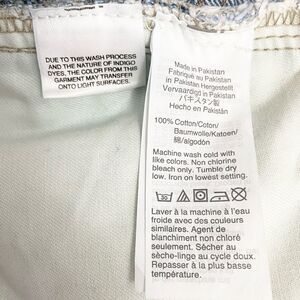 DUE TO THIS WASH PROCESS
AND THE NATURE OF INDIGO
DYES, THE COLOR FROM THIS
GARMENT MAY TRANSFER
ONTO LIGHT SURFACES.
Made in Pakistan
Fabriqué au Pakistan
in Pakistan Hergestellt
Vervaardigt in Pakistan
パキスタン製
Hecho en Pakistán
100% Cotton/Coton/
Baumwolle/Katoen/
綿/algodón
Machine wash cold with
like colors. Non chlorine
bleach only. Tumble dry
low. Iron on lowest setting.
Laver à la machine à l'eau
froide avec des couleurs
similaires. Agent de
blanchiment non chloré
seulement. Sécher au
sèche-linge au cycle doux.
Repasser à la plus basse
température.